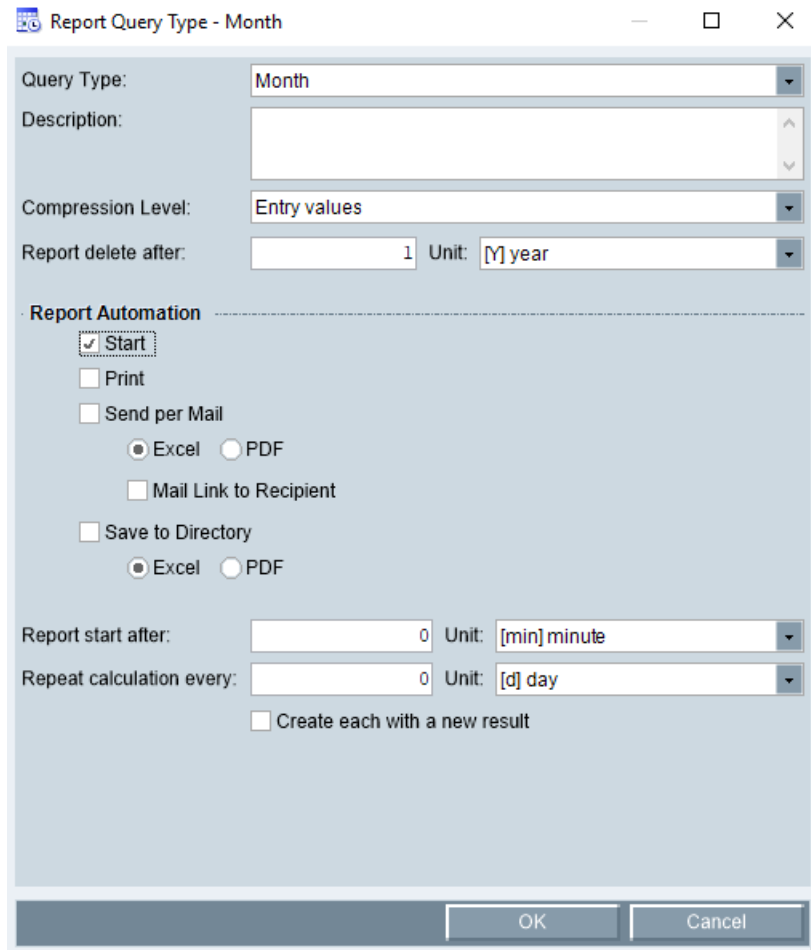 Report Query Type - Month
Query Type: Month
Description:
Compression Level: Entry values
Report delete after: 1 Unit: [Y] year
Report Automation
Start
Print
Send per Mail
Excel PDF
Mail Link to Recipient
Save to Directory
Excel PDF
Report start after: 0 Unit: [min] minute
Repeat calculation every: 0 Unit: [d] day
Create each with a new result
OK Cancel